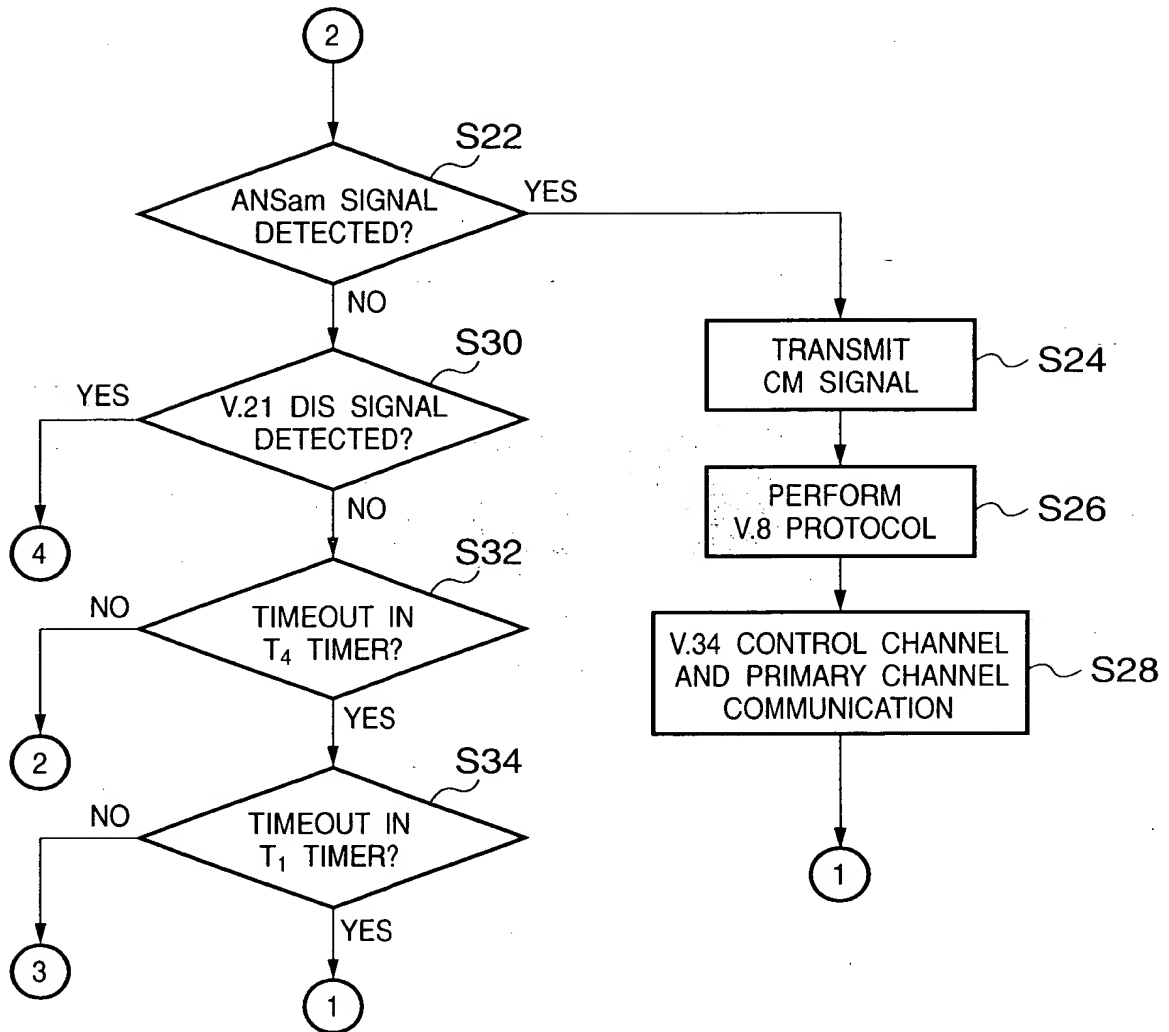 2
S22
ANSam SIGNAL
DETECTED?
YES
NO
S30
V.21 DIS SIGNAL
DETECTED?
YES
NO
4
S32
TIMEOUT IN
T4 TIMER?
NO
YES
2
S34
TIMEOUT IN
T1 TIMER?
NO
YES
3
1
TRANSMIT
CM SIGNAL
S24
PERFORM
V.8 PROTOCOL
S26
V.34 CONTROL CHANNEL
AND PRIMARY CHANNEL
COMMUNICATION
S28
1